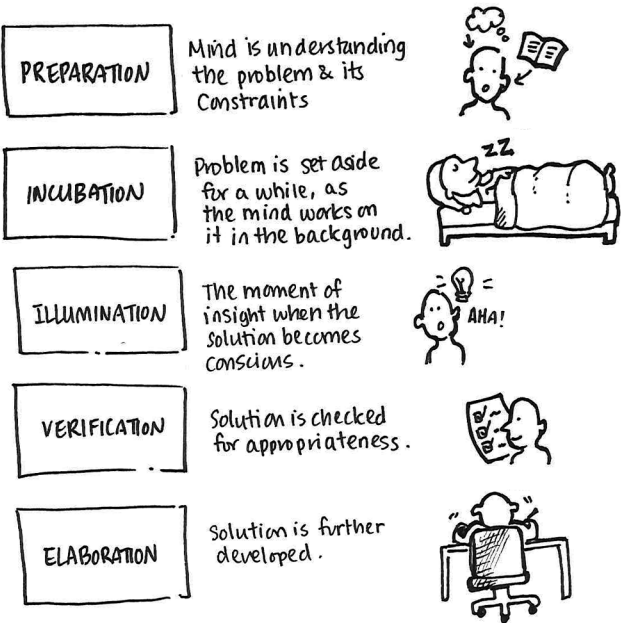 PREPARATION
Mind is understanding
the problem & its
Constraints
INCUBATION
Problem is set aside
for a while, as
the mind works on
it in the background.
ZZ
ILLUMINATION
The moment of
insight when the
solution becomes
conscious.
AHA!
VERIFICATION
Solution is checked
for appropriateness.
ELABORATION
Solution is further
developed.